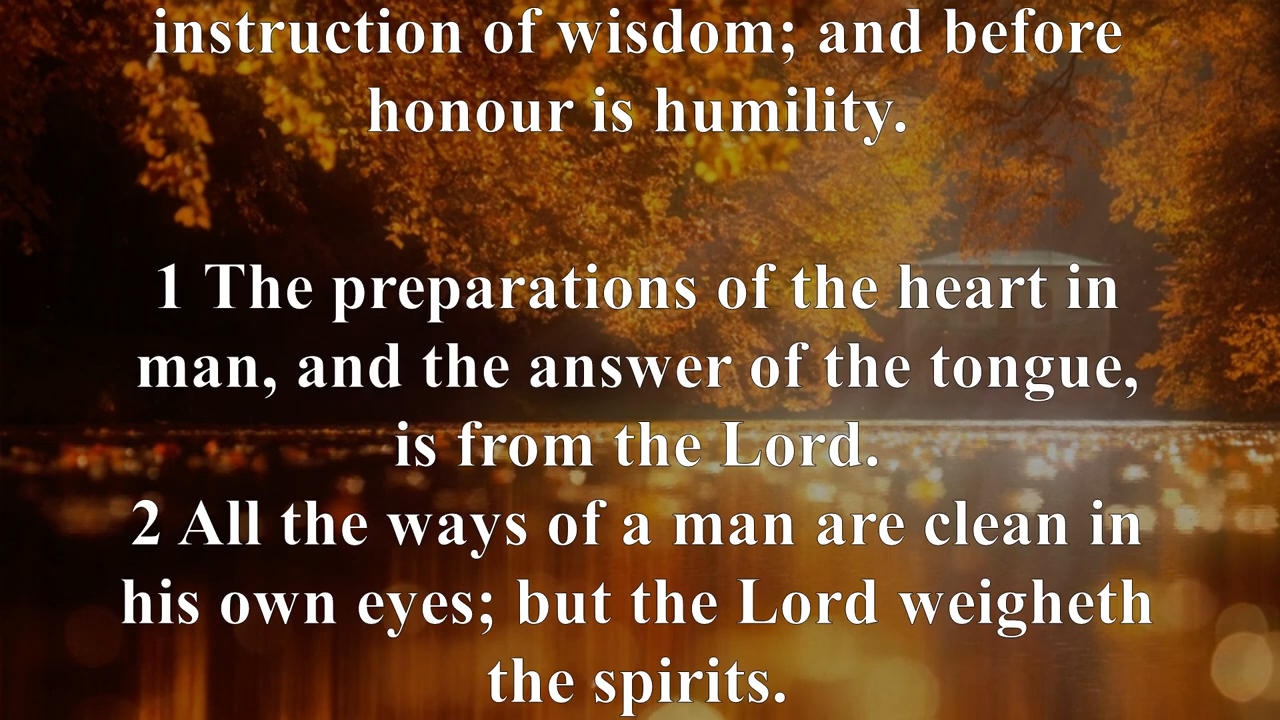 instruction of wisdom; and before
honour is humility.
1 The preparations of the heart in
man, and the answer of the tongue,
is from the Lord.
2 All the ways of a man are clean in
his own eyes; but the Lord weigheth
the spirits.